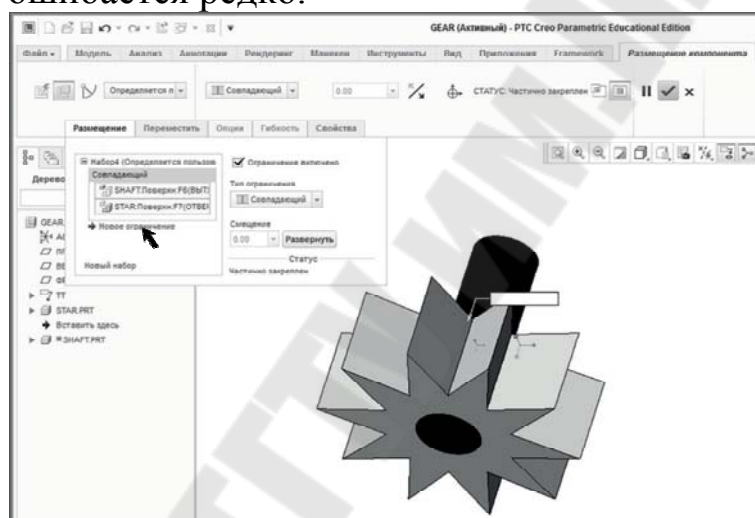 ошибается редко.
GEAR (Активный) - PTC Creo Parametric Educational Edition
Файл Модель Анализ Аннотации Рендеринг Манекен Инструменты Вид Приложения Framework Размещение компонента
Определяется п Совпадающий 0.00 СТАТУС: Частично закреплен
Размещение Переместить Опции Гибкость Свойства
Набор4 (Определяется пользов
Ограничение включено
Совпадающий
Тип ограничения
SHAFT:Поверхн:F6(ВЫТ
Совпадающий
STAR:Поверхн:F7(ОТВЕ
Новое ограничение
Смещение
0.00 Развернуть
Новый набор
Статус
Частично закреплен
Дерево
GEAR
STAR.PRT
Вставить здесь
SHAFT.PRT